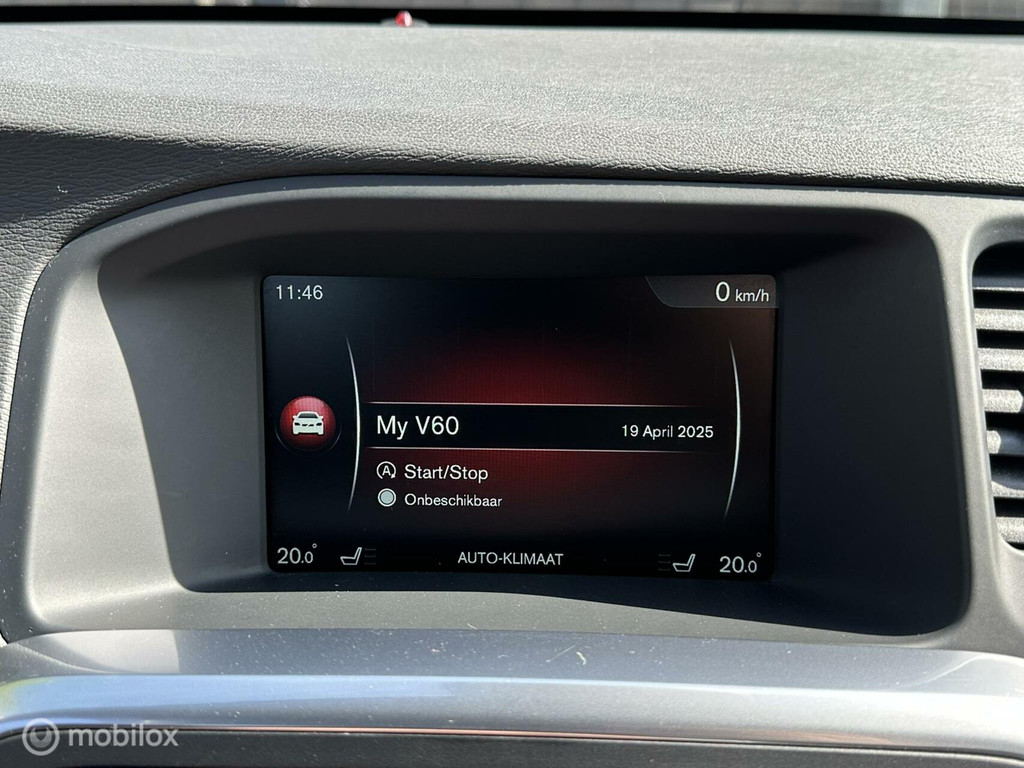 11:46
0 km/h
My V60
19 April 2025
A Start/Stop
Onbeschikbaar
20.0°
AUTO-KLIMAAT
20.0°
mobilox